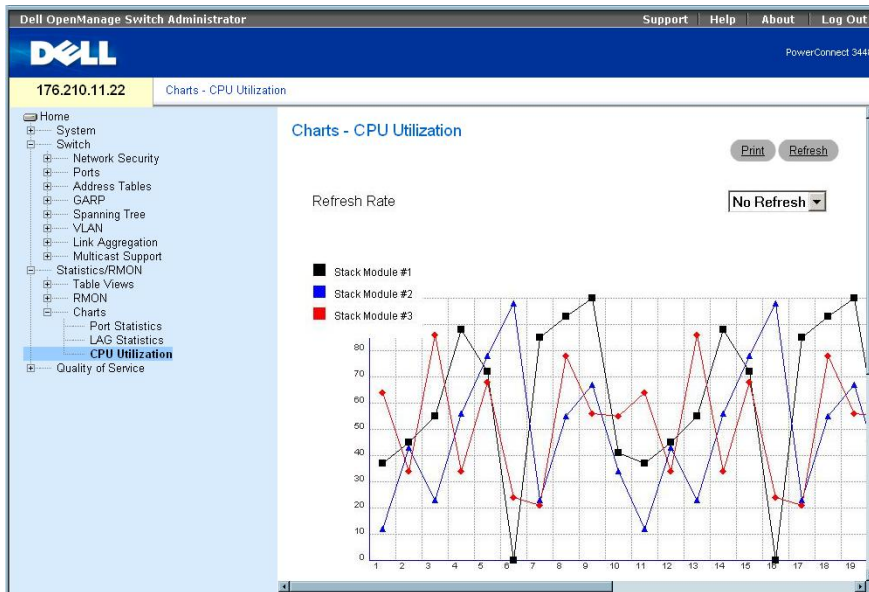 Dell OpenManage Switch Administrator
Support Help About Log Out
DELL
PowerConnect 3448
176.210.11.22
Charts - CPU Utilization
Home
System
Switch
Network Security
Ports
Address Tables
GARP
Spanning Tree
VLAN
Link Aggregation
Multicast Support
Statistics/RMON
Table Views
RMON
Charts
Port Statistics
LAG Statistics
CPU Utilization
Quality of Service
Charts - CPU Utilization
Print Refresh
Refresh Rate
No Refresh
Stack Module #1
Stack Module #2
Stack Module #3
80
70
60
50
40
30
20
10
0
1 2 3 4 5 6 7 8 9 10 11 12 13 14 15 16 17 18 19